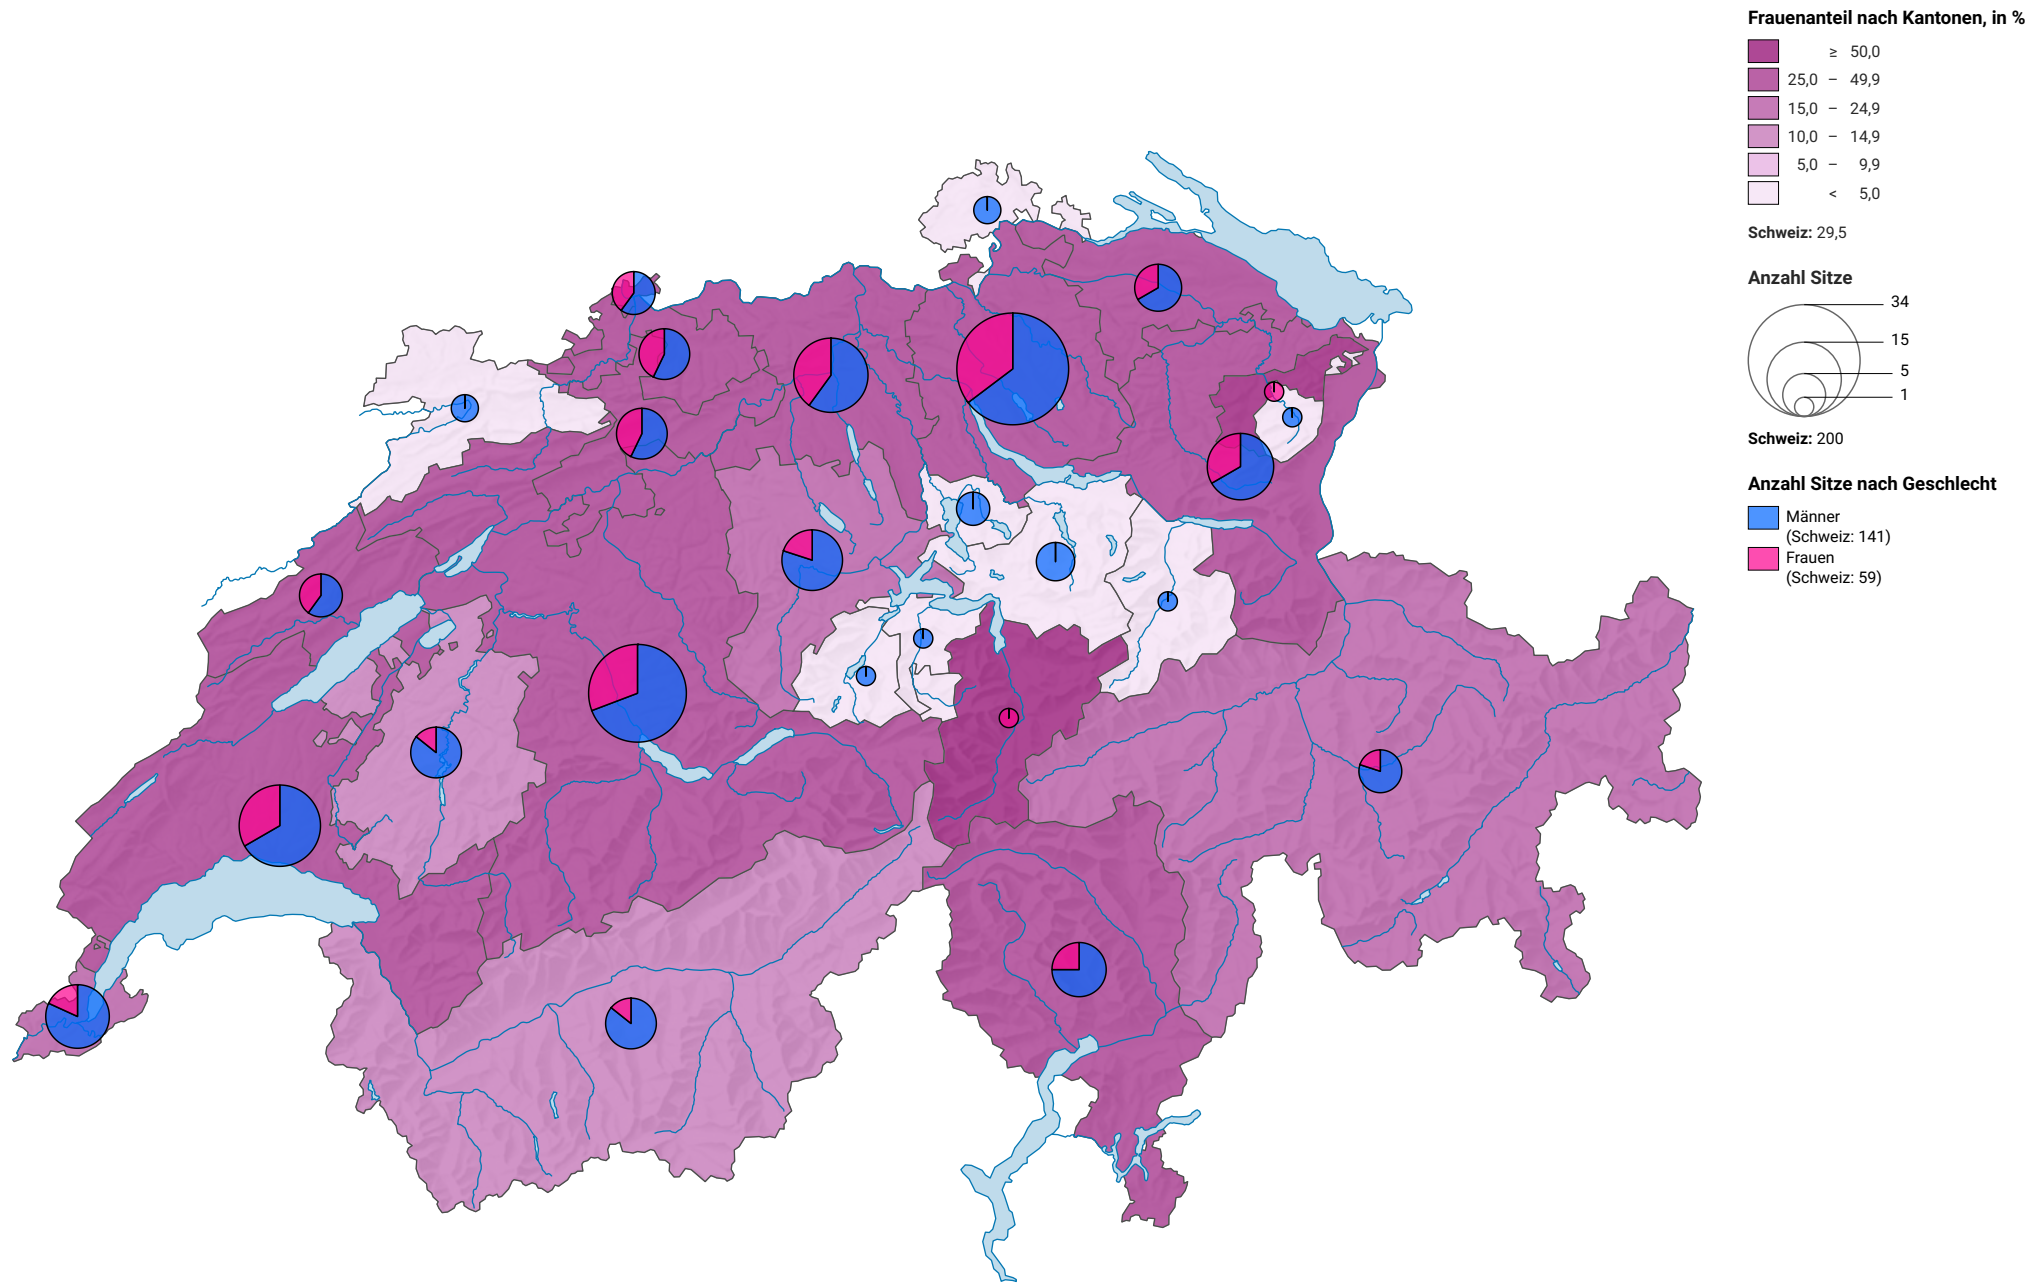 Frauenanteil nach Kantonen, in %
≥ 50,0
25,0 – 49,9
15,0 – 24,9
10,0 – 14,9
5,0 – 9,9
< 5,0
Schweiz: 29,5
Anzahl Sitze
34
15
5
1
Schweiz: 200
Anzahl Sitze nach Geschlecht
Männer
(Schweiz: 141)
Frauen
(Schweiz: 59)